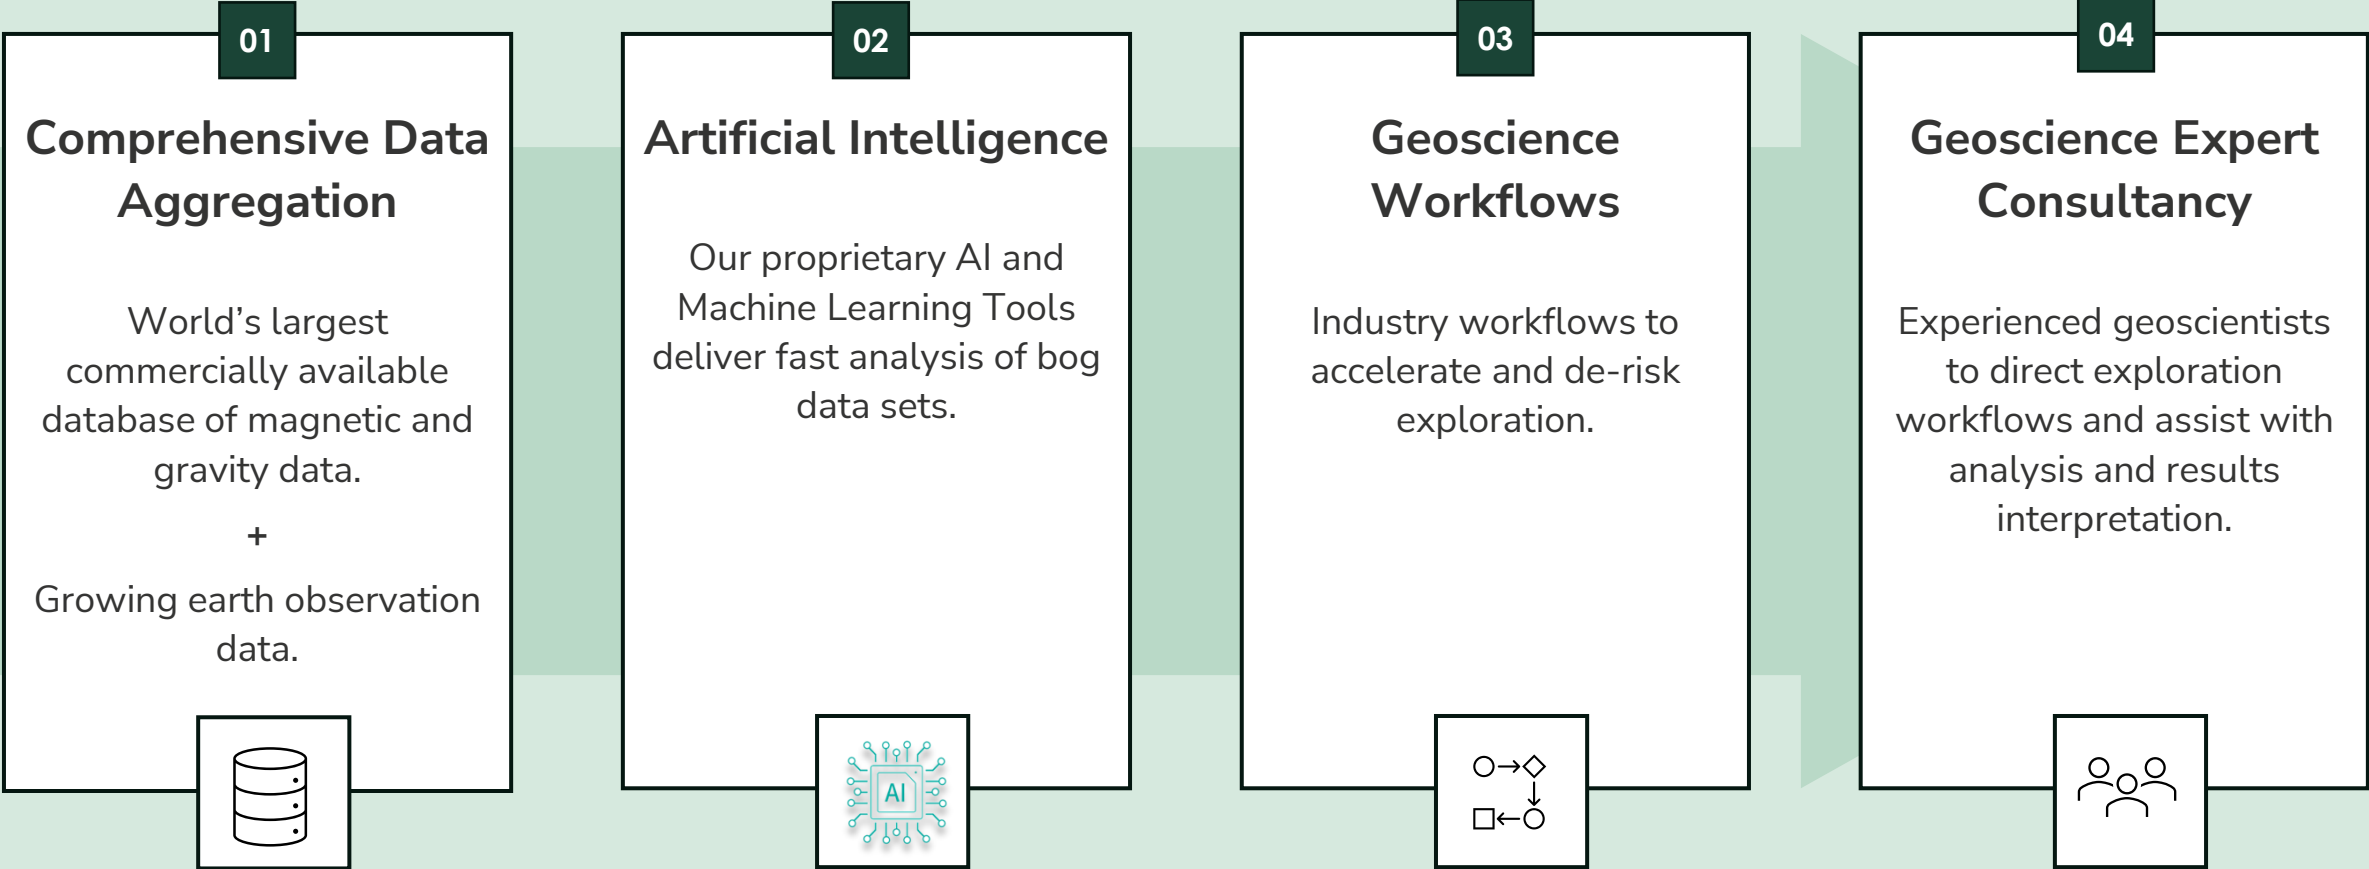 01
Comprehensive Data
Aggregation
World’s largest
commercially available
database of magnetic and
gravity data.
+
Growing earth observation
data.
02
Artificial Intelligence
Our proprietary AI and
Machine Learning Tools
deliver fast analysis of bog
data sets.
AI
03
Geoscience
Workflows
Industry workflows to
accelerate and de-risk
exploration.
04
Geoscience Expert
Consultancy
Experienced geoscientists
to direct exploration
workflows and assist with
analysis and results
interpretation.